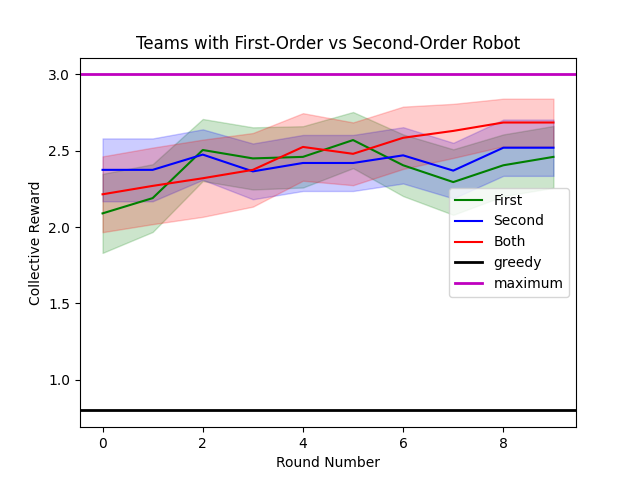 Teams with First-Order vs Second-Order Robot
Collective Reward
3.0
2.5
2.0
1.5
1.0
First
Second
Both
greedy
maximum
0 2 4 6 8
Round Number